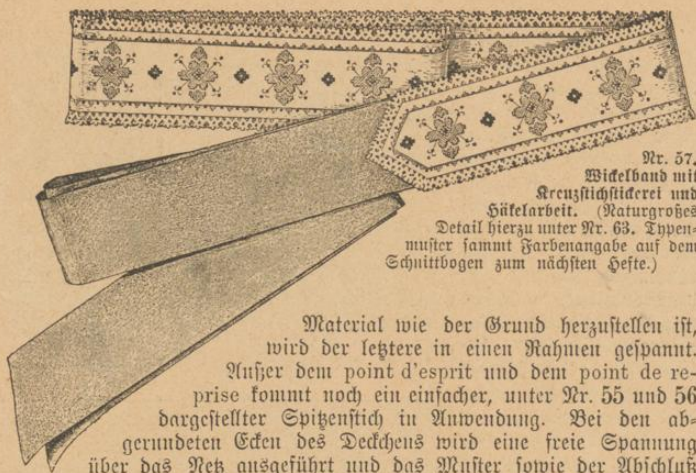 Nr. 57.
Wickelband mit
Kreuzstichstickerei und
Häkelarbeit. (Naturgroßes
Detail hierzu unter Nr. 63. Typen-
muster sammt Farbenangabe auf dem
Schnittbogen zum nächsten Hefte.)
Material wie der Grund herzustellen ist,
wird der letztere in einen Rahmen gespannt.
Außer dem point d'esprit und dem point de re-
prise kommt noch ein einfacher, unter Nr. 55 und 56
dargestellter Spitzenstich in Anwendung. Bei den ab-
gerundeten Ecken des Deckchens wird eine freie Spannung
über das Netz ausgeführt und das Muster sowie der Abschluß